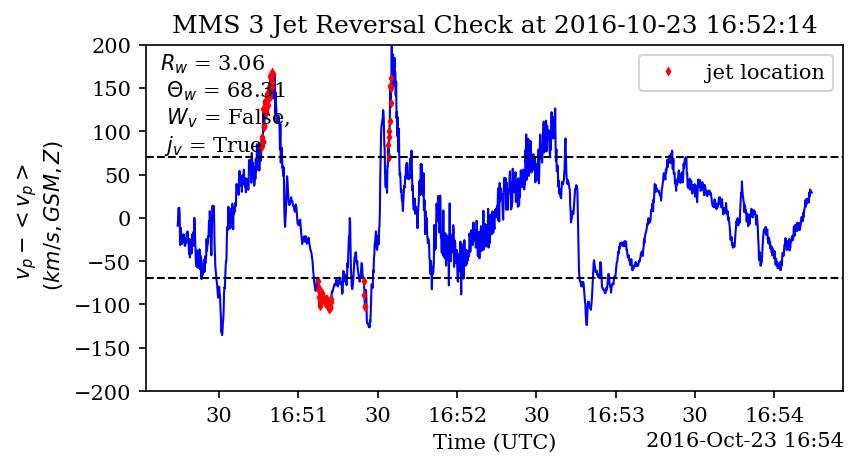 MMS 3 Jet Reversal Check at 2016-10-23 16:52:14
R_w = 3.06
Θ_w = 68.31
W_v = False,
j_v = True
jet location
v_p − <v_p>
(km/s, GSM, Z)
200
150
100
50
0
−50
−100
−150
−200
30 16:51 30 16:52 30 16:53 30 16:54
Time (UTC)
2016-Oct-23 16:54